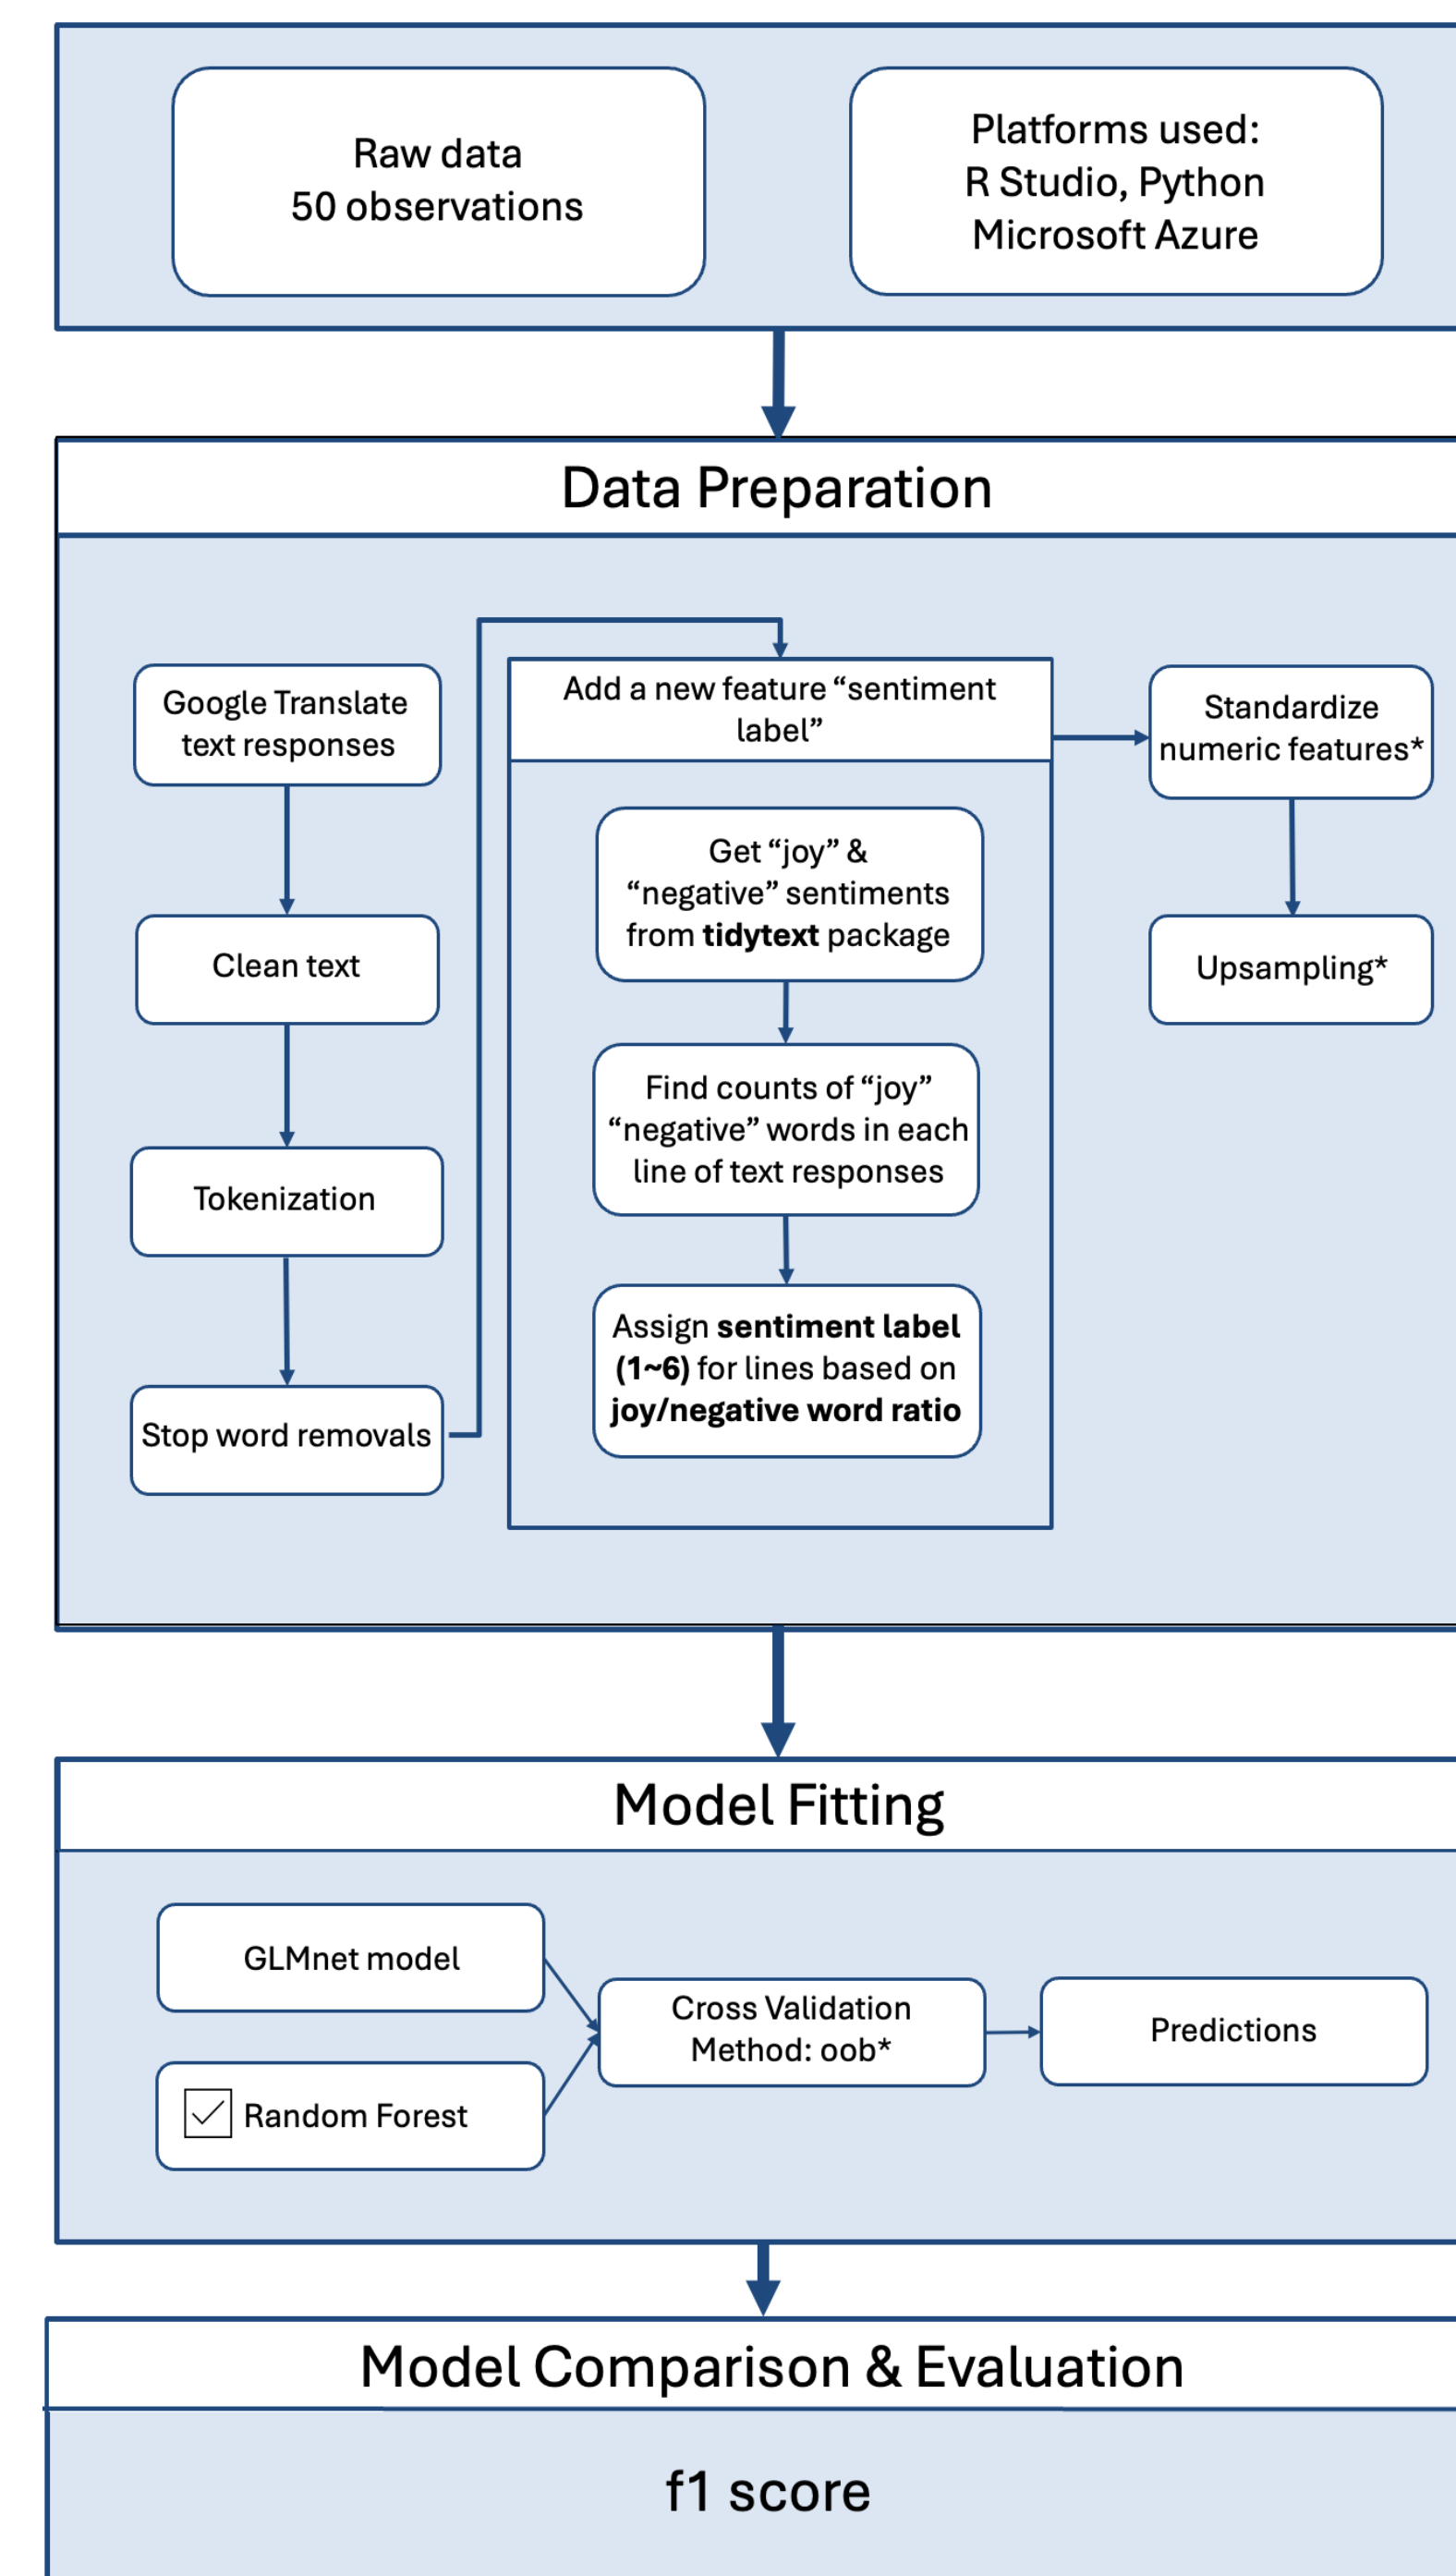 Raw data
50 observations
Platforms used:
R Studio, Python
Microsoft Azure
Data Preparation
Google Translate
text responses
Clean text
Tokenization
Stop word removals
Add a new feature “sentiment
label”
Get “joy” &
“negative” sentiments
from tidytext package
Find counts of “joy”
“negative” words in each
line of text responses
Assign sentiment label
(1~6) for lines based on
joy/negative word ratio
Standardize
numeric features*
Upsampling*
Model Fitting
GLMnet model
Random Forest
Cross Validation
Method: oob*
Predictions
Model Comparison & Evaluation
f1 score